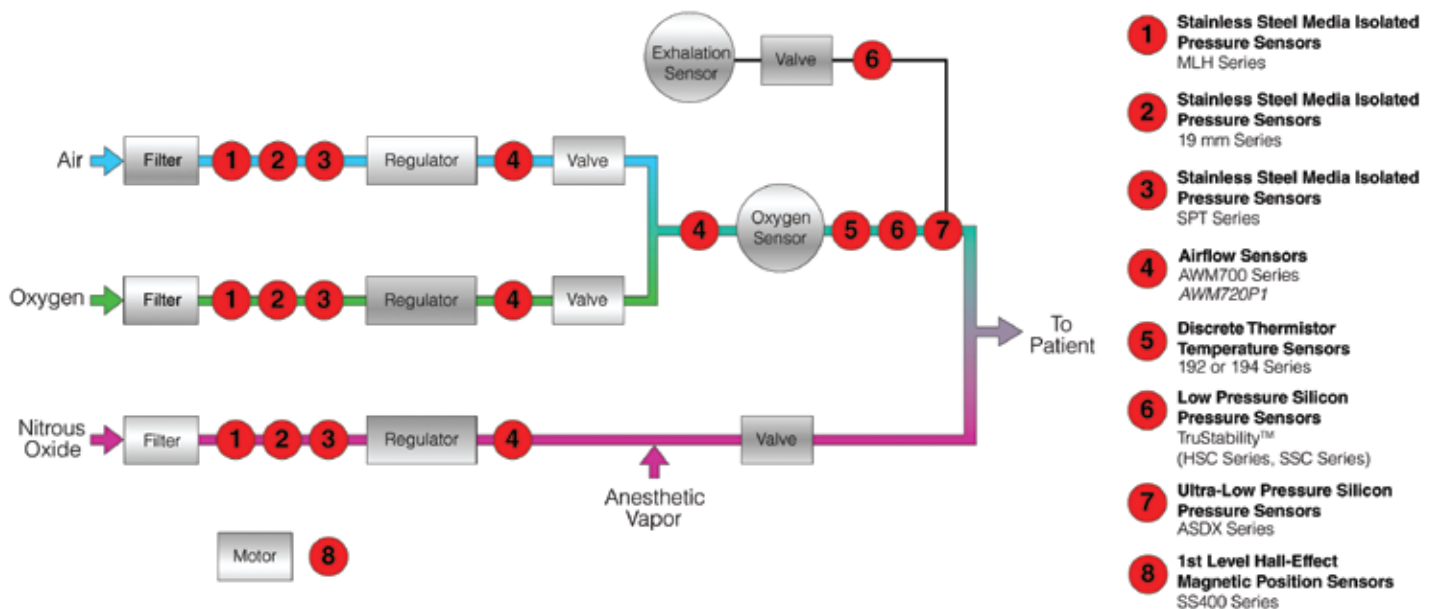 Exhalation
Sensor
Valve
6
Air
Filter
1
2
3
Regulator
4
Valve
4
Oxygen
Sensor
5
6
7
Oxygen
Filter
1
2
3
Regulator
4
Valve
To
Patient
Nitrous
Oxide
Filter
1
2
3
Regulator
4
Valve
Anesthetic
Vapor
Motor
8
1
Stainless Steel Media Isolated
Pressure Sensors
MLH Series
2
Stainless Steel Media Isolated
Pressure Sensors
19 mm Series
3
Stainless Steel Media Isolated
Pressure Sensors
SPT Series
4
Airflow Sensors
AWM700 Series
AWM720P1
5
Discrete Thermistor
Temperature Sensors
192 or 194 Series
6
Low Pressure Silicon
Pressure Sensors
TruStability™
(HSC Series, SSC Series)
7
Ultra-Low Pressure Silicon
Pressure Sensors
ASDX Series
8
1st Level Hall-Effect
Magnetic Position Sensors
SS400 Series